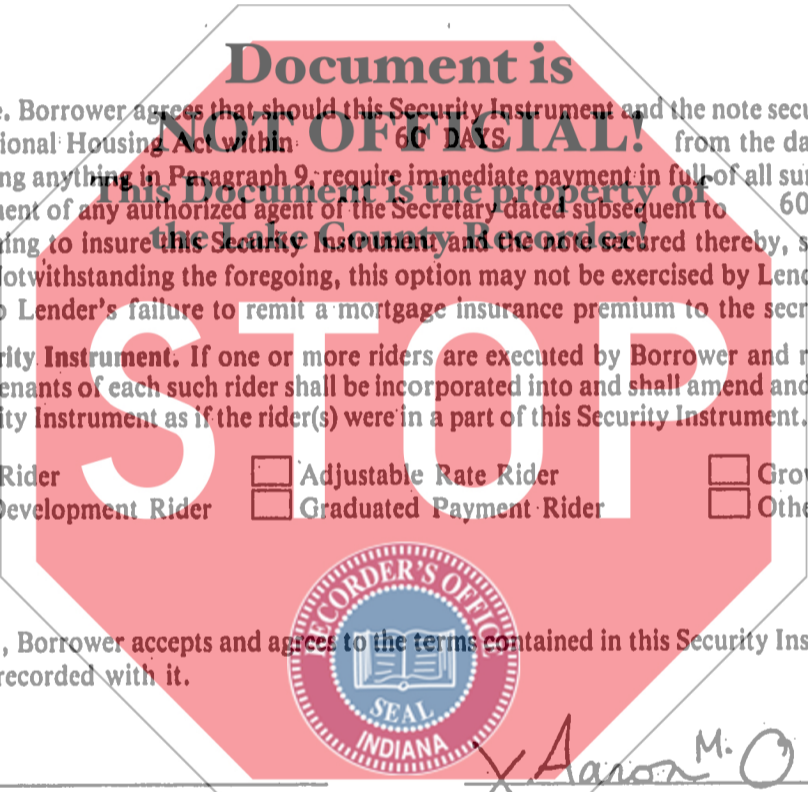 Document is
e. Borrower agrees that should this Security Instrument and the note secu
NOT OFFICIAL!
ional Housing Act within 60 DAYS from the da
ng anything in Paragraph 9, require immediate payment in full of all sur
This Document is the property of
ment of any authorized agent of the Secretary dated subsequent to 60
the Lake County Recorder!
ning to insure this Security Instrument and the note secured thereby, s
Notwithstanding the foregoing, this option may not be exercised by Lend
o Lender's failure to remit a mortgage insurance premium to the secr
STOP
rity Instrument. If one or more riders are executed by Borrower and r
enants of each such rider shall be incorporated into and shall amend and
ity Instrument as if the rider(s) were in a part of this Security Instrument.
Rider Adjustable Rate Rider Grov
Development Rider Graduated Payment Rider Othe
RECORDER'S OFFICE
, Borrower accepts and agrees to the terms contained in this Security Ins
recorded with it.
SEAL
INDIANA
X Aaron M. O